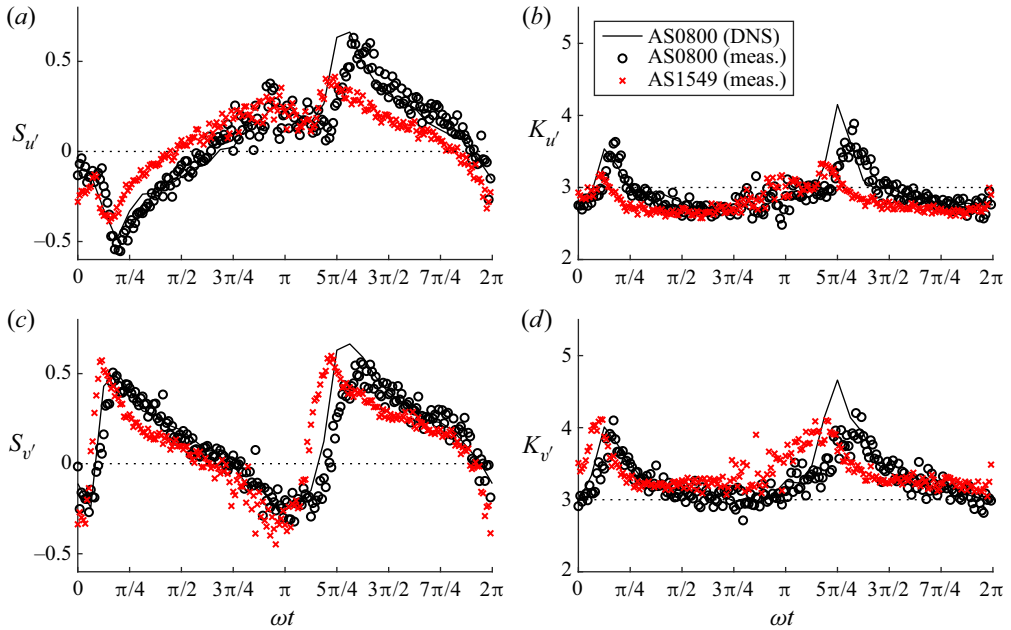 (a)
(b)
0.5
0
–0.5
S_{u′}
0 π/4 π/2 3π/4 π 5π/4 3π/2 7π/4 2π
5
4
3
2
K_{u′}
AS0800 (DNS)
AS0800 (meas.)
AS1549 (meas.)
0 π/4 π/2 3π/4 π 5π/4 3π/2 7π/4 2π
(c)
(d)
0.5
0
–0.5
S_{v′}
0 π/4 π/2 3π/4 π 5π/4 3π/2 7π/4 2π
ωt
5
4
3
2
K_{v′}
0 π/4 π/2 3π/4 π 5π/4 3π/2 7π/4 2π
ωt